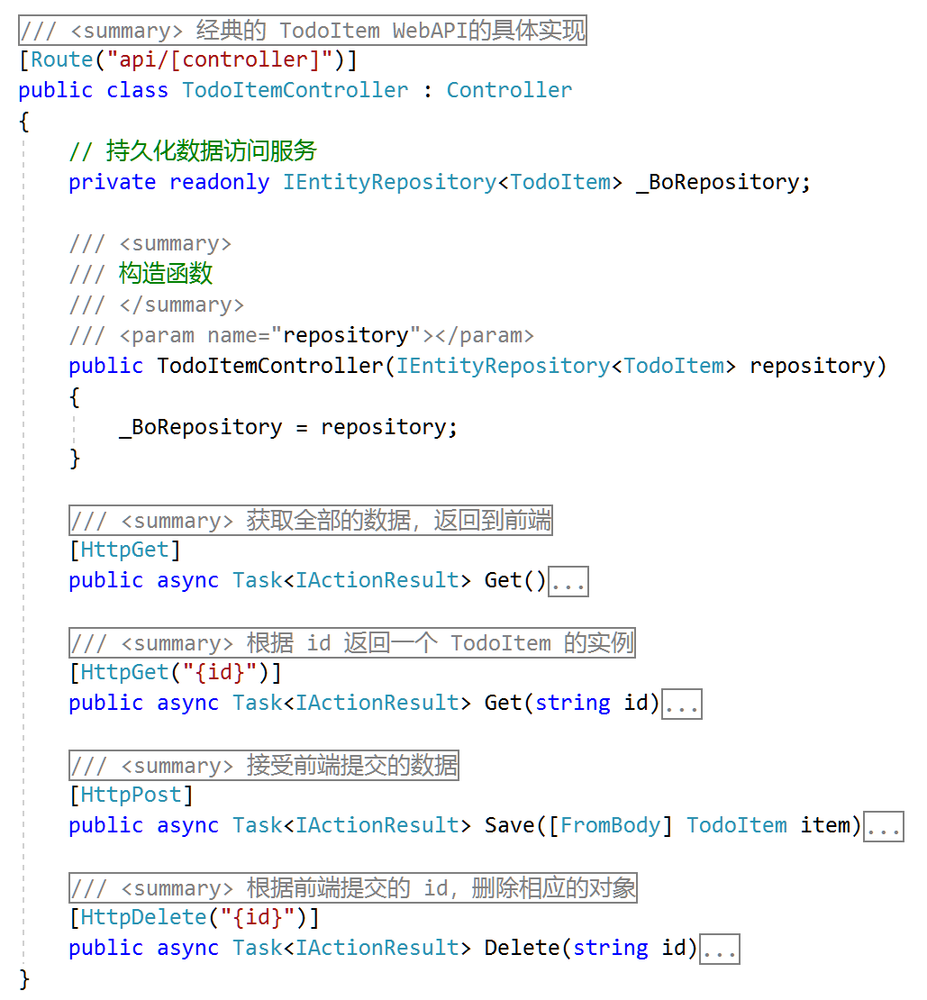 /// <summary> 经典的 TodoItem WebAPI的具体实现
[Route("api/[controller]")]
public class TodoItemController : Controller
{
    // 持久化数据访问服务
    private readonly IEntityRepository<TodoItem> _BoRepository;

    /// <summary>
    /// 构造函数
    /// </summary>
    /// <param name="repository"></param>
    public TodoItemController(IEntityRepository<TodoItem> repository)
    {
        _BoRepository = repository;
    }

    /// <summary> 获取全部的数据，返回到前端
    [HttpGet]
    public async Task<IActionResult> Get()...

    /// <summary> 根据 id 返回一个 TodoItem 的实例
    [HttpGet("{id}")]
    public async Task<IActionResult> Get(string id)...

    /// <summary> 接受前端提交的数据
    [HttpPost]
    public async Task<IActionResult> Save([FromBody] TodoItem item)...

    /// <summary> 根据前端提交的 id，删除相应的对象
    [HttpDelete("{id}")]
    public async Task<IActionResult> Delete(string id)...
}